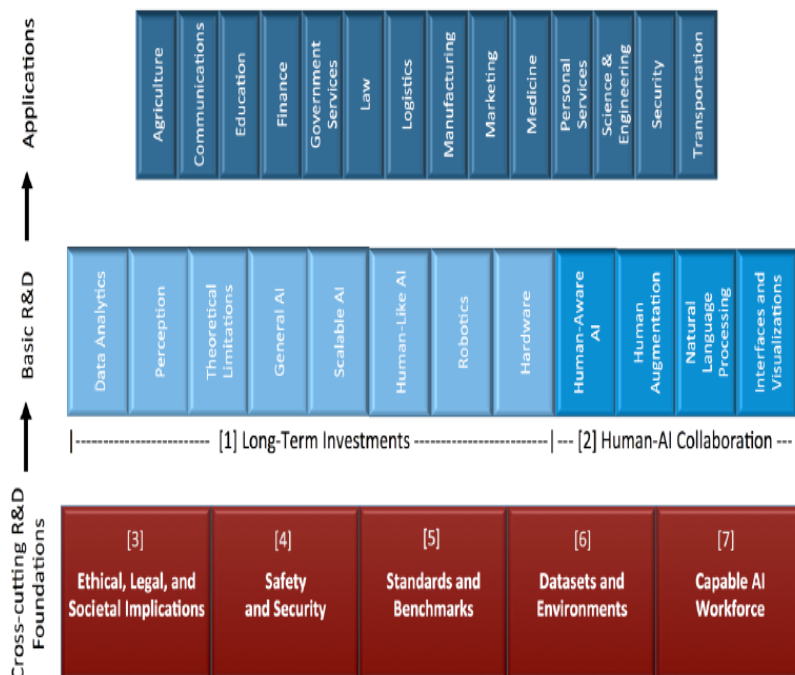 Applications
Agriculture
Communications
Education
Finance
Government
Services
Law
Logistics
Manufacturing
Marketing
Medicine
Personal
Services
Science &
Engineering
Security
Transportation
Basic R&D
Data Analytics
Perception
Theoretical
Limitations
General AI
Scalable AI
Human-Like AI
Robotics
Hardware
Human-Aware
AI
Human
Augmentation
Natural
Language
Processing
Interfaces and
Visualizations
[1] Long-Term Investments
[2] Human-AI Collaboration
Cross-cutting R&D
Foundations
[3]
Ethical, Legal, and
Societal Implications
[4]
Safety
and Security
[5]
Standards and
Benchmarks
[6]
Datasets and
Environments
[7]
Capable AI
Workforce